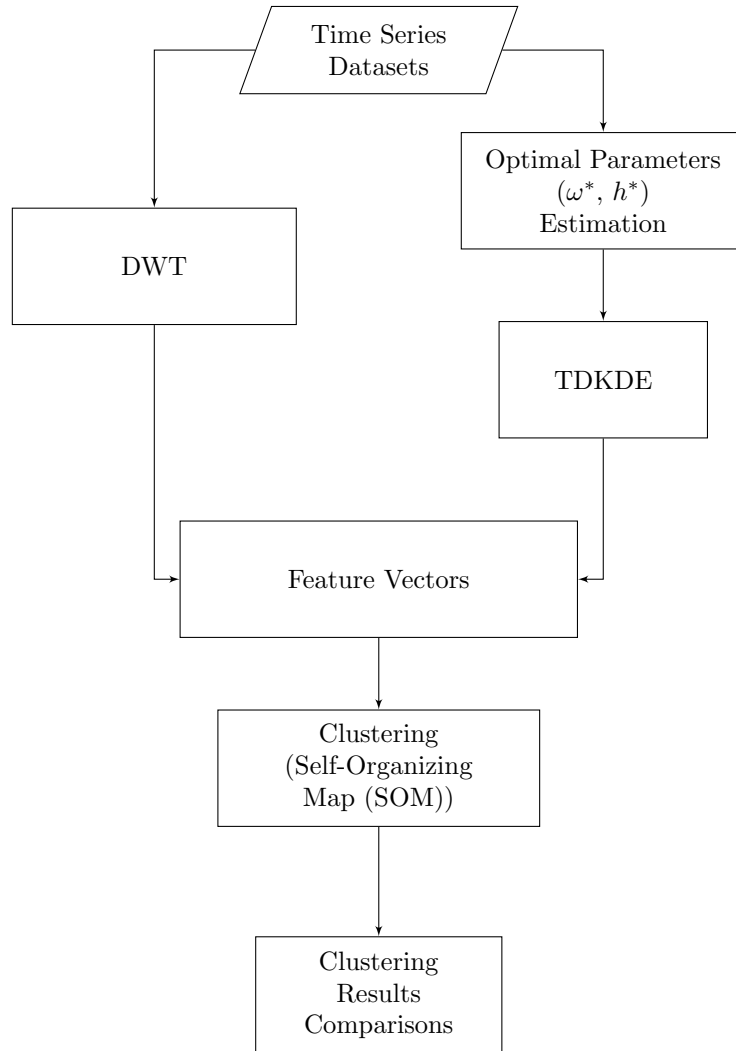 Time Series
Datasets
Optimal Parameters
(ω*, h*)
Estimation
DWT
TDKDE
Feature Vectors
Clustering
(Self-Organizing
Map (SOM))
Clustering
Results
Comparisons